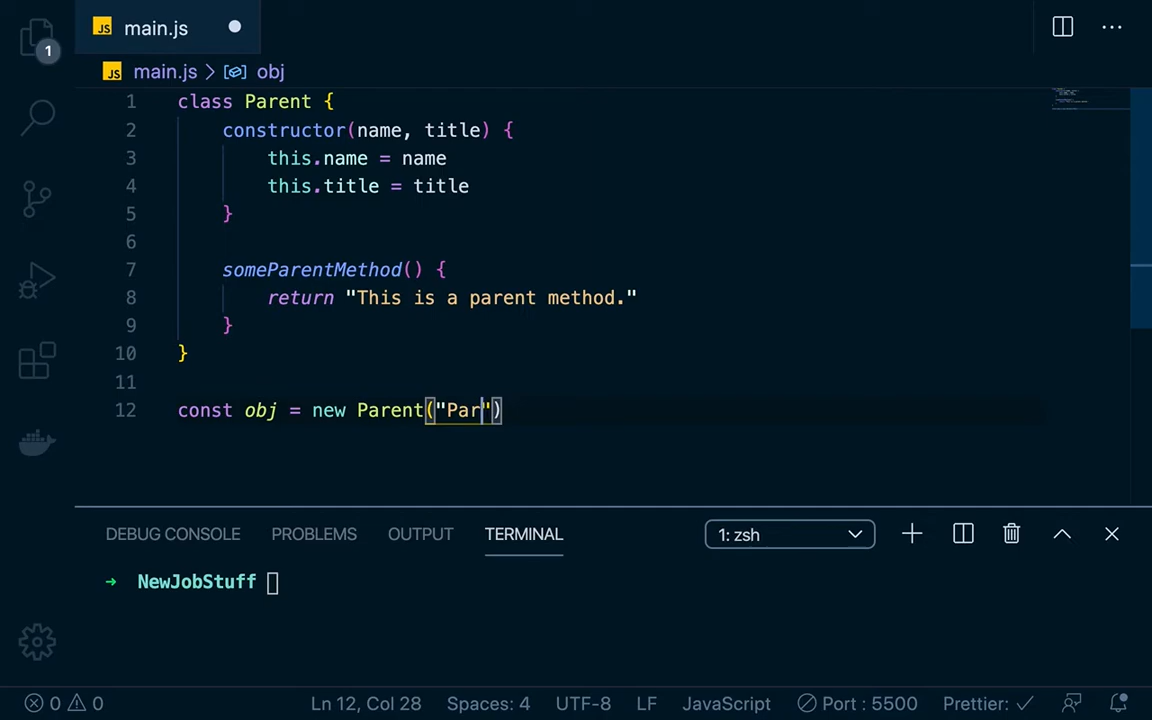 JS main.js
1
JS main.js > obj
1 class Parent {
2 constructor(name, title) {
3 this.name = name
4 this.title = title
5 }
6
7 someParentMethod() {
8 return "This is a parent method."
9 }
10 }
11
12 const obj = new Parent("Par")
DEBUG CONSOLE PROBLEMS OUTPUT TERMINAL 1: zsh
→ NewJobStuff
0 0 Ln 12, Col 28 Spaces: 4 UTF-8 LF JavaScript Port : 5500 Prettier: ✓